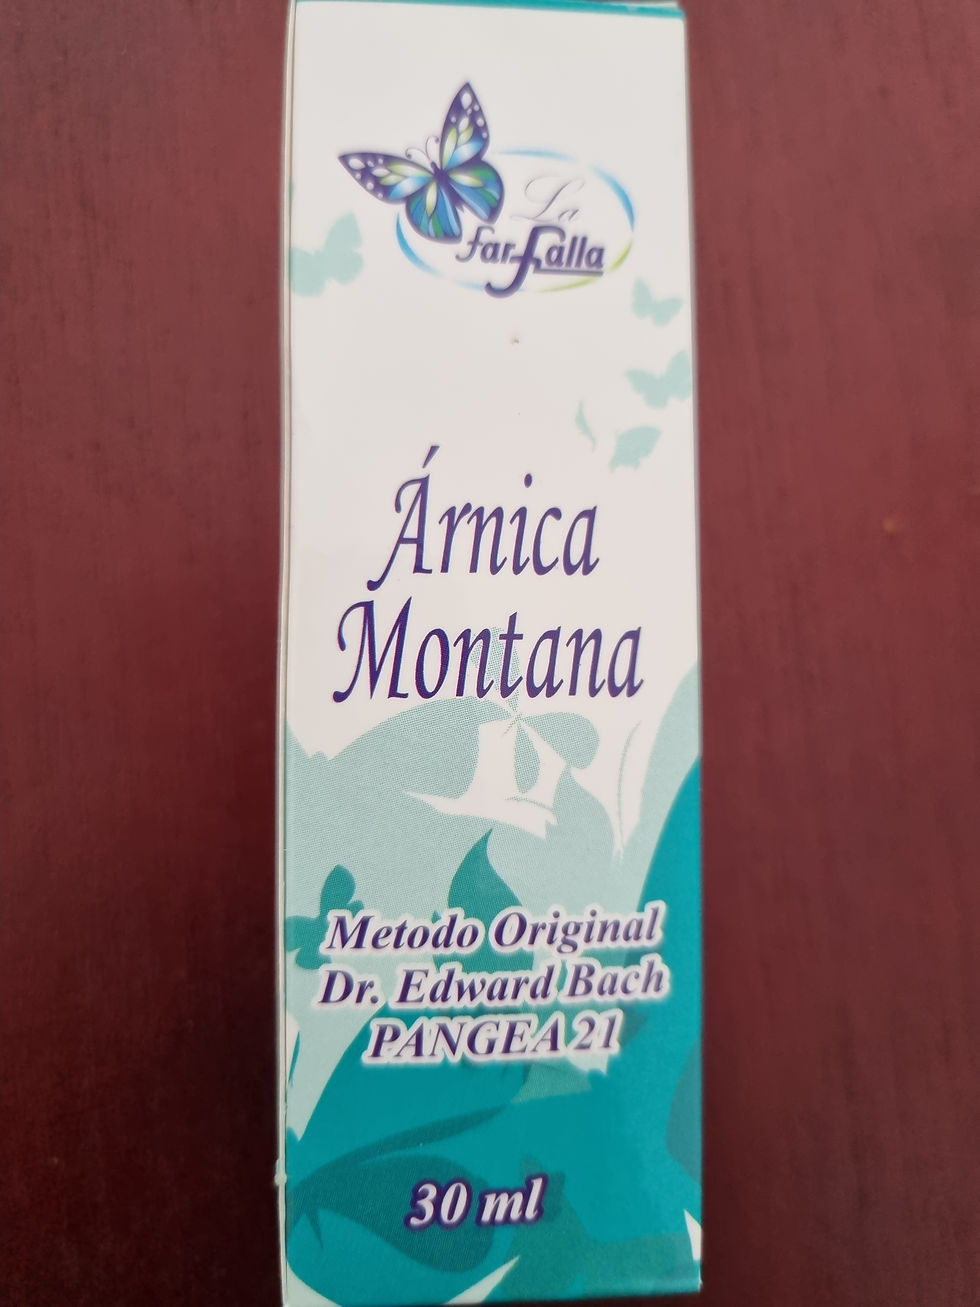 La
farfalla
Árnica
Montana
Metodo Original
Dr. Edward Bach
PANGEA 21
30 ml